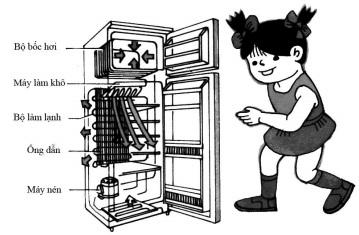 Bộ bốc hơi
Máy làm khô
Bộ làm lạnh
Ống dẫn
Máy nén